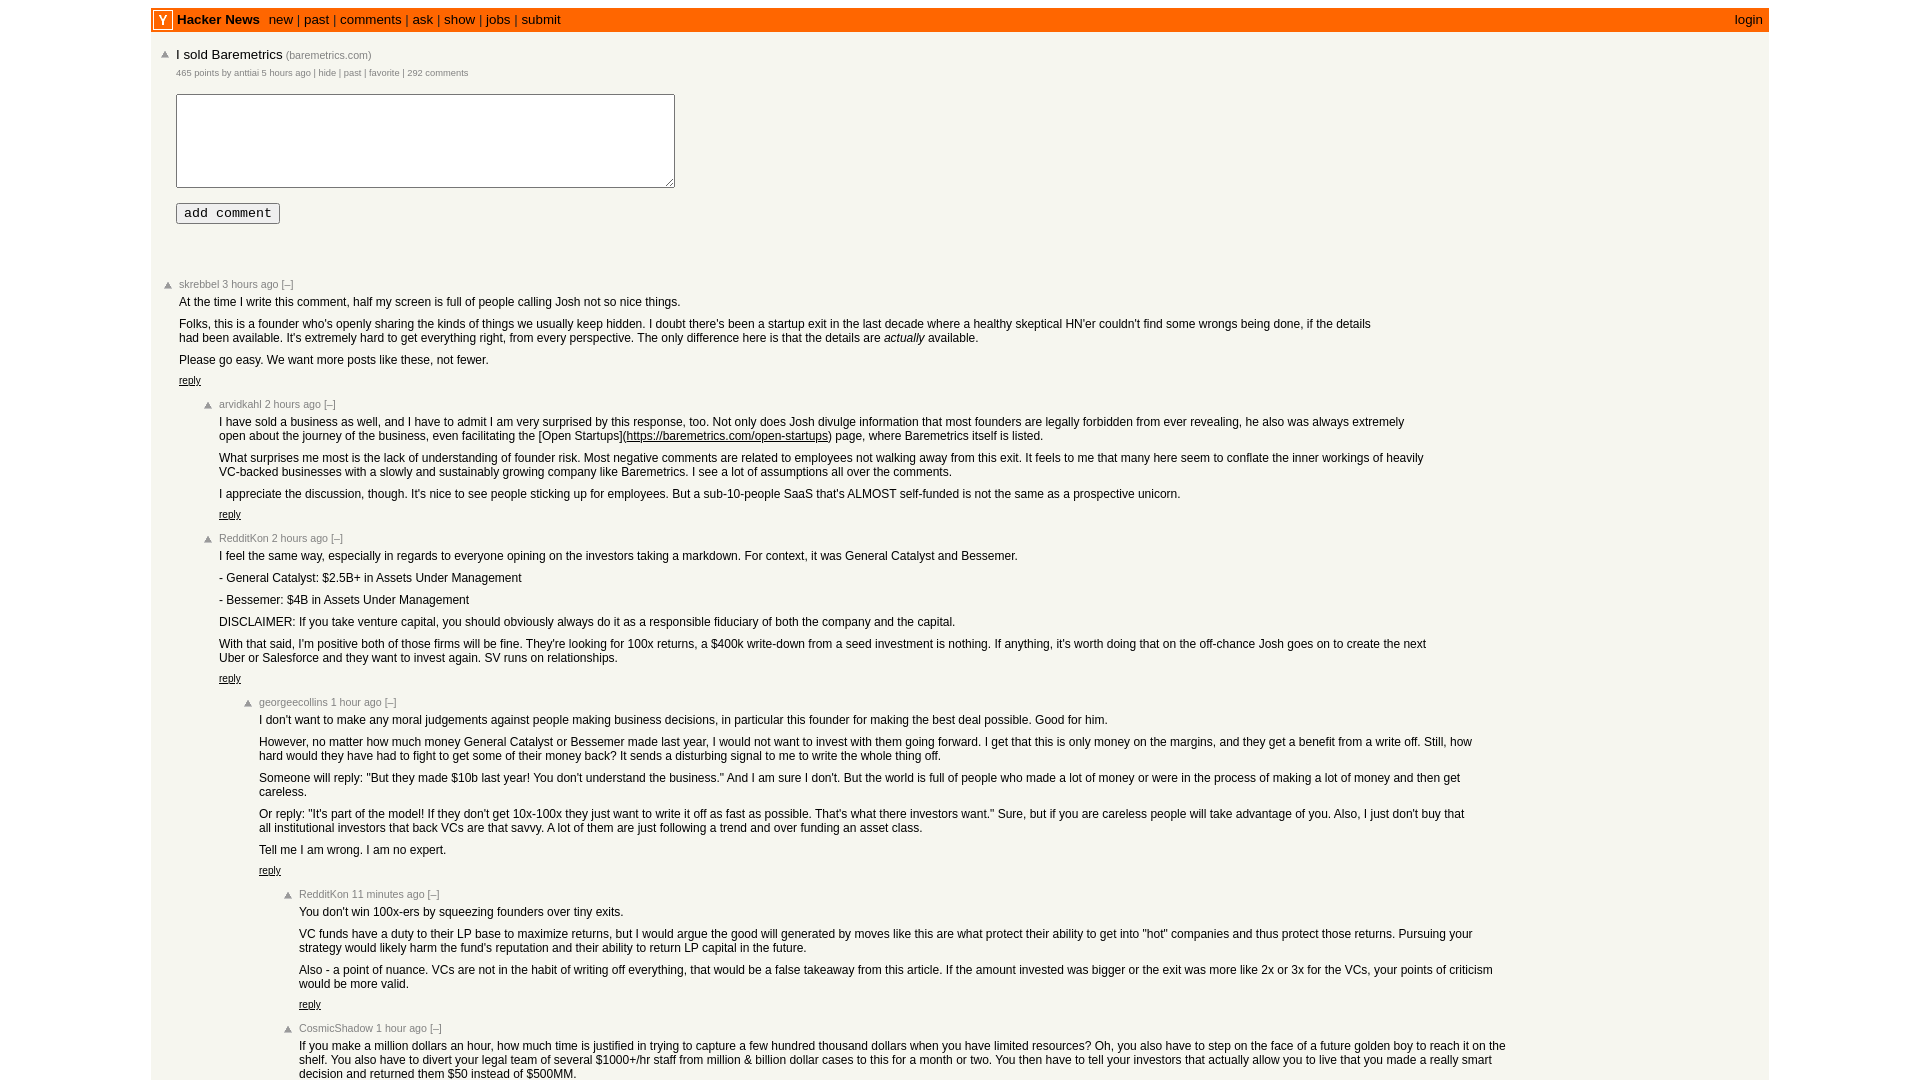 Y Hacker News new | past | comments | ask | show | jobs | submit login
I sold Baremetrics (baremetrics.com)
465 points by anttiai 5 hours ago | hide | past | favorite | 292 comments
add comment
skrebbel 3 hours ago [–]
At the time I write this comment, half my screen is full of people calling Josh not so nice things.
Folks, this is a founder who's openly sharing the kinds of things we usually keep hidden. I doubt there's been a startup exit in the last decade where a healthy skeptical HN'er couldn't find some wrongs being done, if the details
had been available. It's extremely hard to get everything right, from every perspective. The only difference here is that the details are actually available.
Please go easy. We want more posts like these, not fewer.
reply
arvidkahl 2 hours ago [–]
I have sold a business as well, and I have to admit I am very surprised by this response, too. Not only does Josh divulge information that most founders are legally forbidden from ever revealing, he also was always extremely
open about the journey of the business, even facilitating the [Open Startups](https://baremetrics.com/open-startups) page, where Baremetrics itself is listed.
What surprises me most is the lack of understanding of founder risk. Most negative comments are related to employees not walking away from this exit. It feels to me that many here seem to conflate the inner workings of heavily
VC-backed businesses with a slowly and sustainably growing company like Baremetrics. I see a lot of assumptions all over the comments.
I appreciate the discussion, though. It's nice to see people sticking up for employees. But a sub-10-people SaaS that's ALMOST self-funded is not the same as a prospective unicorn.
reply
RedditKon 2 hours ago [–]
I feel the same way, especially in regards to everyone opining on the investors taking a markdown. For context, it was General Catalyst and Bessemer.
- General Catalyst: $2.5B+ in Assets Under Management
- Bessemer: $4B in Assets Under Management
DISCLAIMER: If you take venture capital, you should obviously always do it as a responsible fiduciary of both the company and the capital.
With that said, I'm positive both of those firms will be fine. They're looking for 100x returns, a $400k write-down from a seed investment is nothing. If anything, it's worth doing that on the off-chance Josh goes on to create the next
Uber or Salesforce and they want to invest again. SV runs on relationships.
reply
georgeecollins 1 hour ago [–]
I don't want to make any moral judgements against people making business decisions, in particular this founder for making the best deal possible. Good for him.
However, no matter how much money General Catalyst or Bessemer made last year, I would not want to invest with them going forward. I get that this is only money on the margins, and they get a benefit from a write off. Still, how
hard would they have had to fight to get some of their money back? It sends a disturbing signal to me to write the whole thing off.
Someone will reply: "But they made $10b last year! You don't understand the business." And I am sure I don't. But the world is full of people who made a lot of money or were in the process of making a lot of money and then get
careless.
Or reply: "It's part of the model! If they don't get 10x-100x they just want to write it off as fast as possible. That's what there investors want." Sure, but if you are careless people will take advantage of you. Also, I just don't buy that
all institutional investors that back VCs are that savvy. A lot of them are just following a trend and over funding an asset class.
Tell me I am wrong. I am no expert.
reply
RedditKon 11 minutes ago [–]
You don't win 100x-ers by squeezing founders over tiny exits.
VC funds have a duty to their LP base to maximize returns, but I would argue the good will generated by moves like this are what protect their ability to get into "hot" companies and thus protect those returns. Pursuing your
strategy would likely harm the fund's reputation and their ability to return LP capital in the future.
Also - a point of nuance. VCs are not in the habit of writing off everything, that would be a false takeaway from this article. If the amount invested was bigger or the exit was more like 2x or 3x for the VCs, your points of criticism
would be more valid.
reply
CosmicShadow 1 hour ago [–]
If you make a million dollars an hour, how much time is justified in trying to capture a few hundred thousand dollars when you have limited resources? Oh, you also have to step on the face of a future golden boy to reach it on the
shelf. You also have to divert your legal team of several $1000+/hr staff from million & billion dollar cases to this for a month or two. You then have to tell your investors that actually allow you to live that you made a really smart
decision and returned them $50 instead of $500MM.